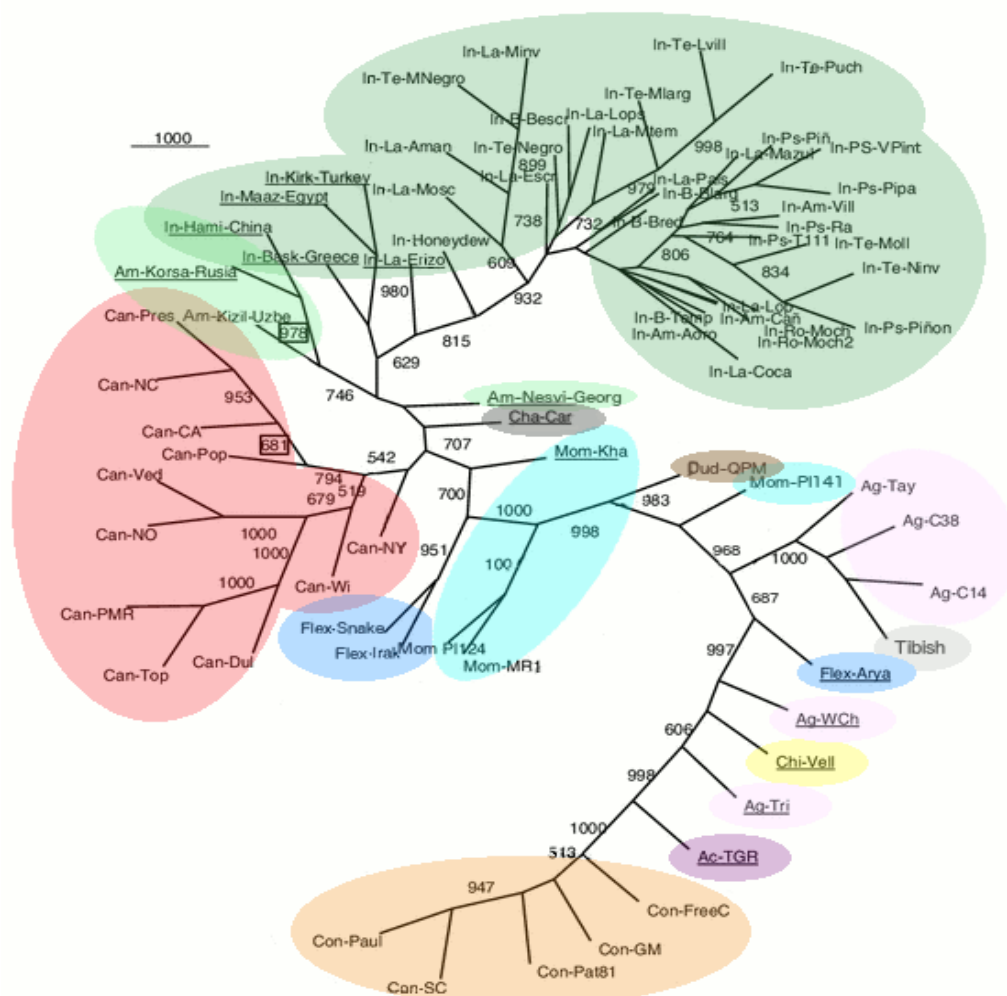 In-La-Minv
In-Te-Lvill
In-Te-MNegro
In-Te-Puch
In-Te-Mlarg
In-B-Bescr
In-La-Lops
In-La-Mtem
1000
In-La-Aman
In-Te-Negro
899
998
In-Ps-Piñ
In-La-Mazui
In-PS-VPint
In-La-Escr
In-Kirk-Turkey
In-La-Mosc
979
In-La-Pais
In-B-Blarg
In-Ps-Pipa
In-Maaz-Egypt
513
In-Am-Vill
738
732
In-B-Bred
In-Ps-Ra
In-Hami-China
764
In-Ps-T111
In-Te-Moll
In-Honeydew
In-Bask-Greece
In-La-Erizo
609
806
834
In-Te-Ninv
Am-Korsa-Rusia
980
932
In-La-Lop
In-B-Temp
In-Am-Cañ
In-Am-Aoro
In-Ro-Moch
In-Ro-Moch2
In-Ps-Piñon
Can-Pres
Am-Kizil-Uzbe
978
815
629
In-La-Coca
Can-NC
953
746
Am-Nesvi-Georg
Cha-Car
Can-CA
681
707
Can-Pop
542
Mom-Kha
Can-Ved
794
679
519
700
1000
Dud-QPM
983
Mom-PI141
Ag-Tay
Can-NO
1000
1000
Can-NY
998
Ag-C38
951
968
1000
100
1000
Can-Wi
687
Ag-C14
Can-PMR
Flex-Snake
Flex-Irak
Mom PI124
Mom-MR1
997
Tibish
Can-Top
Can-Dul
Flex-Arya
Ag-WCh
606
Chi-Vell
998
Ag-Tri
1000
513
Ac-TGR
947
Con-FreeC
Con-Paul
Con-GM
Con-SC
Con-Pat81